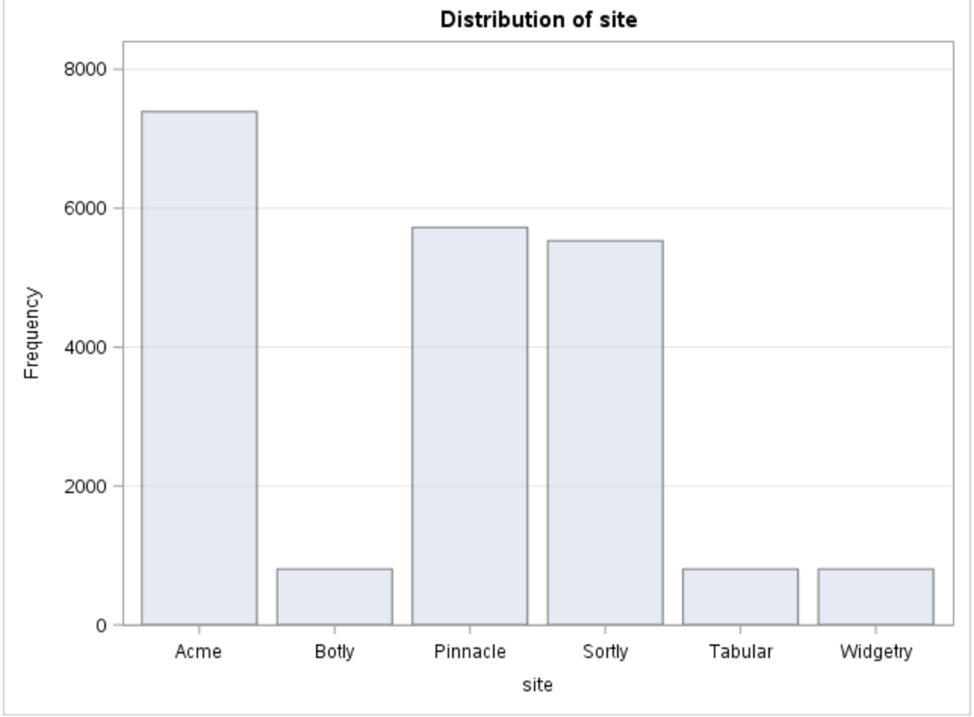 Distribution of site
8000
6000
4000
2000
0
Frequency
Acme Botly Pinnacle Sortly Tabular Widgetry
site